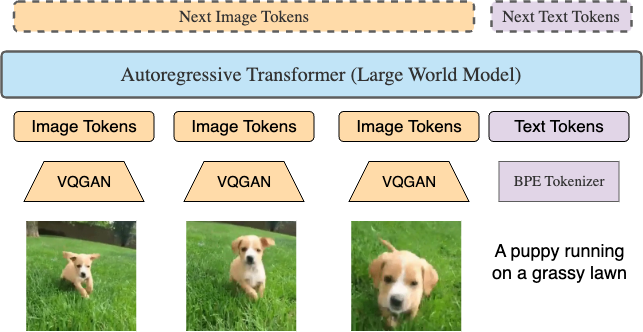 Next Image Tokens
Next Text Tokens
Autoregressive Transformer (Large World Model)
Image Tokens
Image Tokens
Image Tokens
Text Tokens
VQGAN
VQGAN
VQGAN
BPE Tokenizer
A puppy running
on a grassy lawn